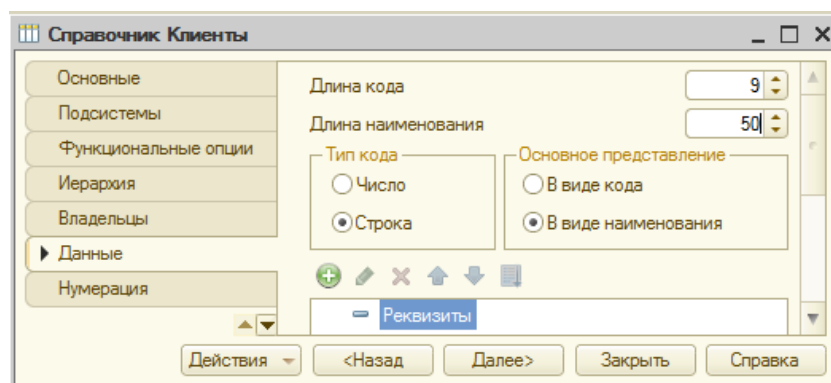 Справочник Клиенты
Основные
Подсистемы
Функциональные опции
Иерархия
Владельцы
Данные
Нумерация
Длина кода 9
Длина наименования 50
Тип кода Основное представление
Число В виде кода
Строка В виде наименования
Реквизиты
Действия <Назад Далее> Закрыть Справка